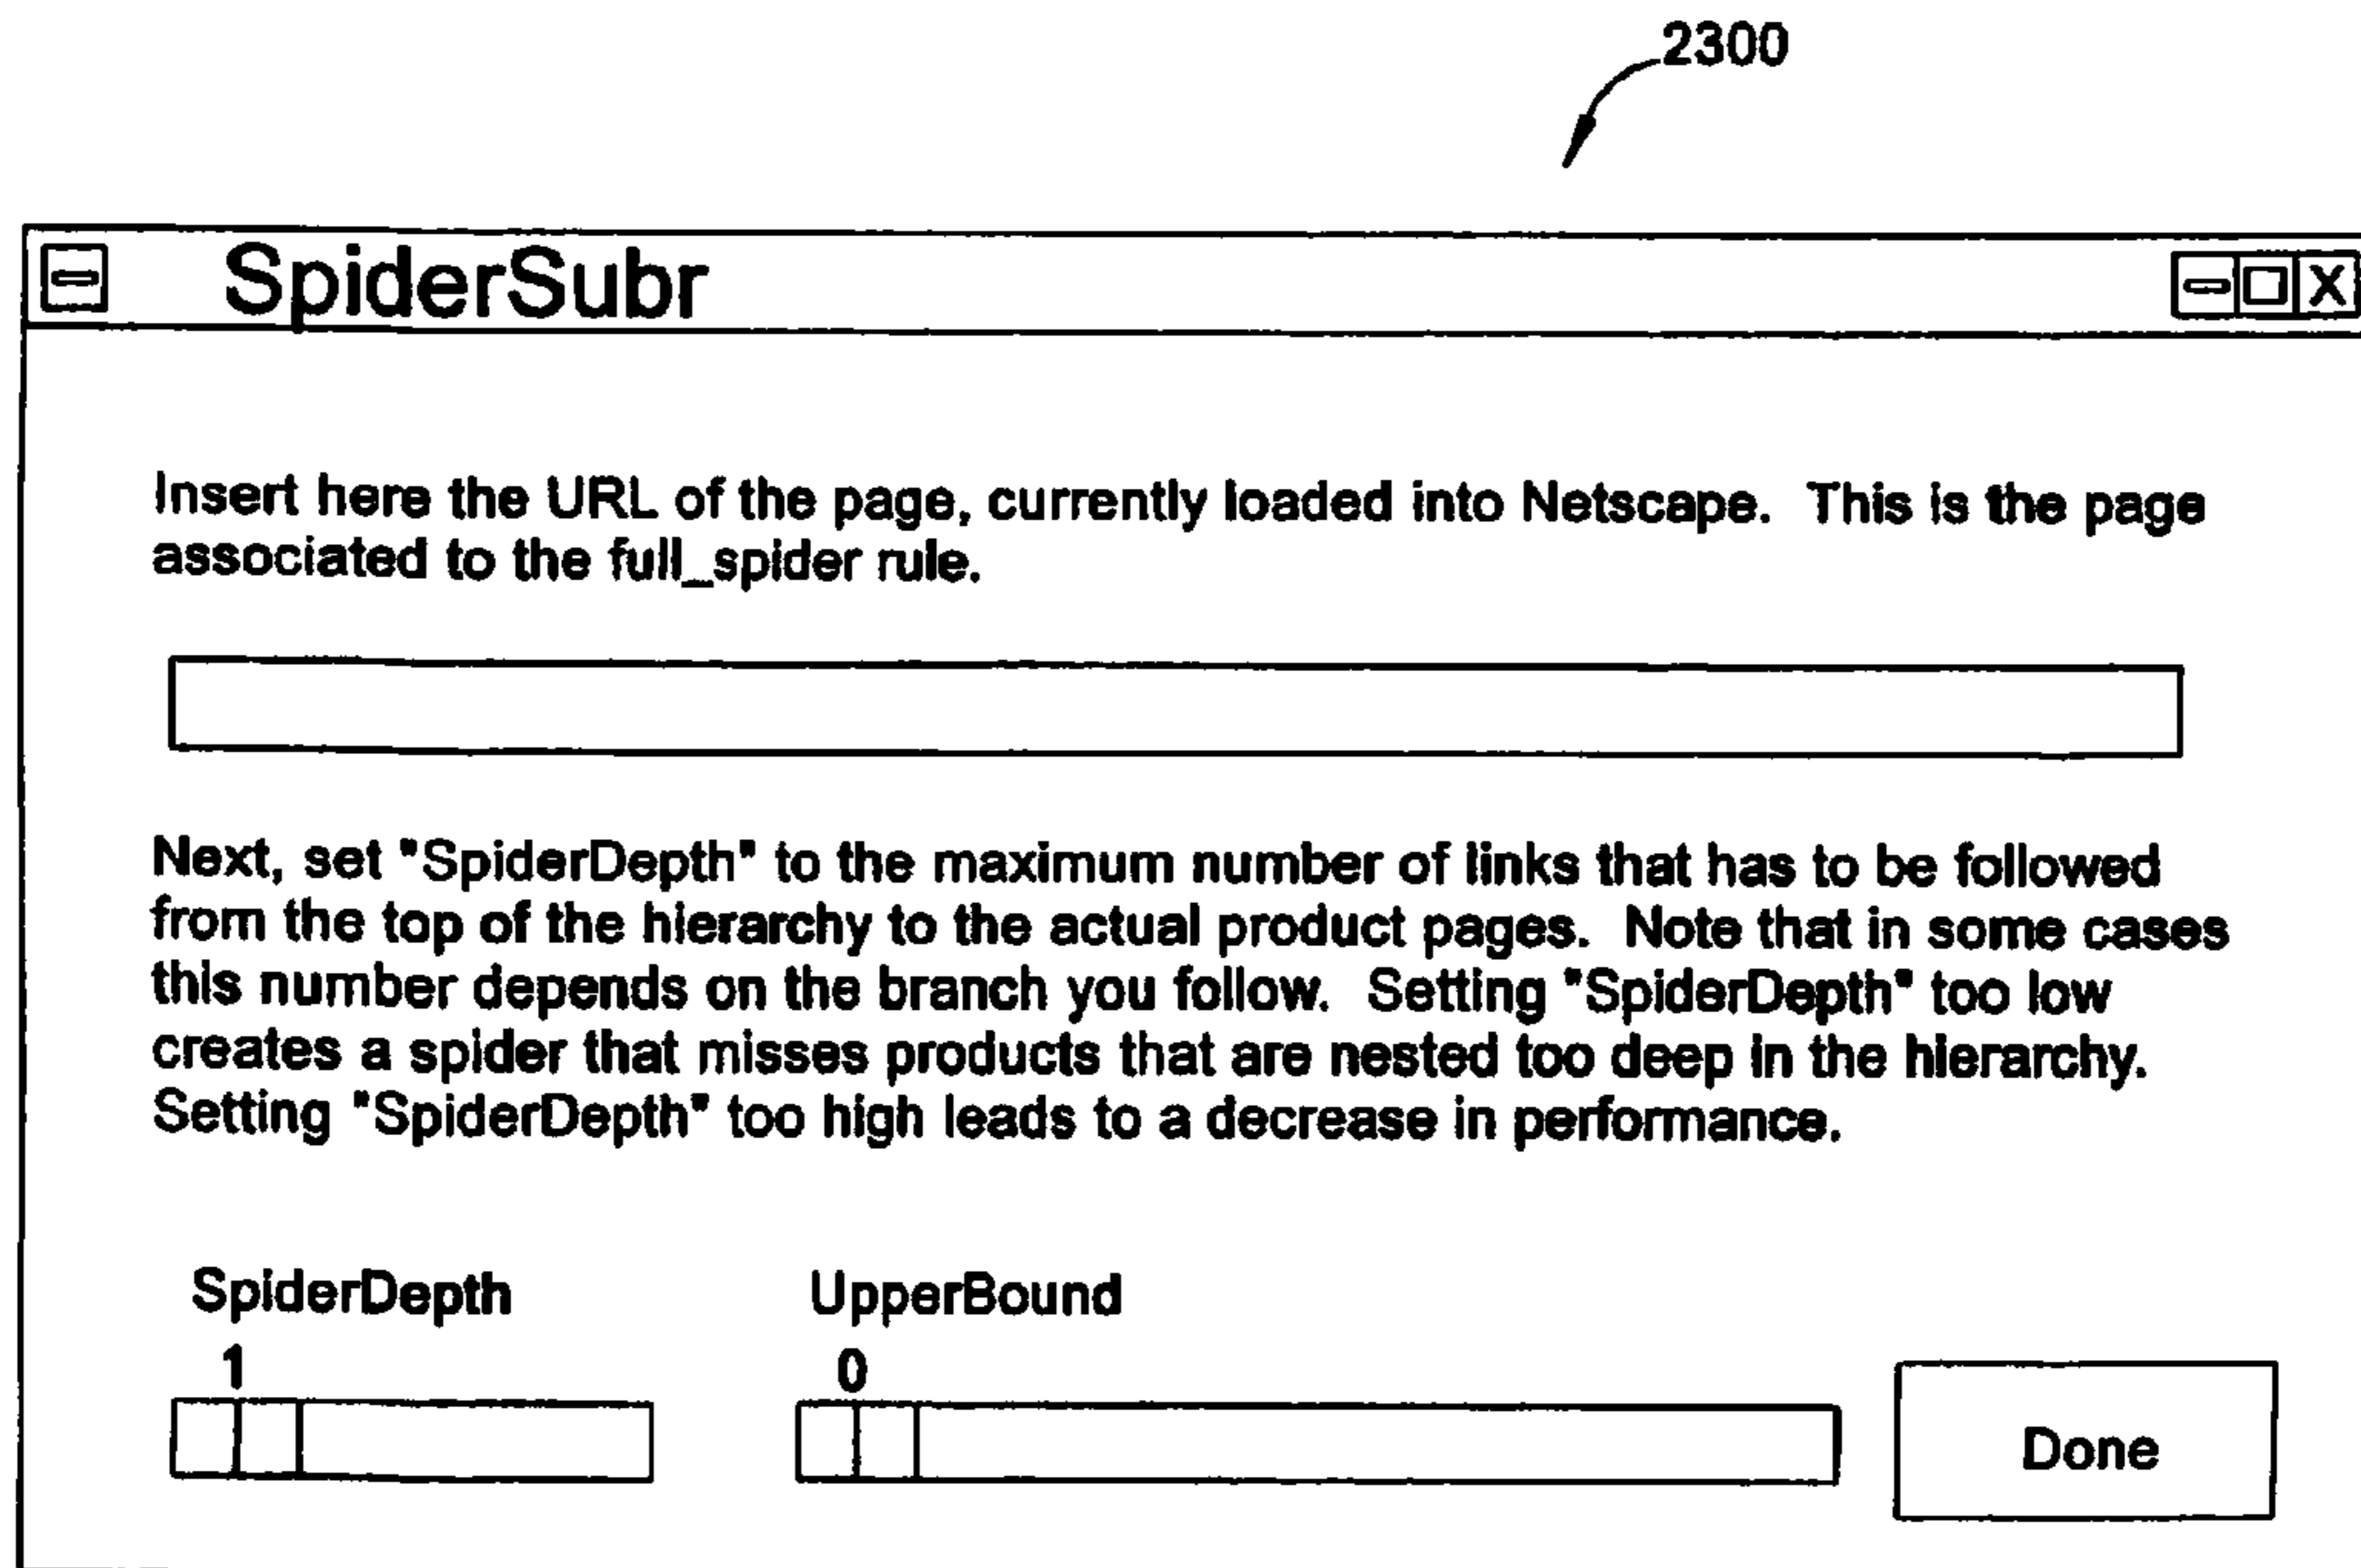 2300
SpiderSubr
Insert here the URL of the page, currently loaded into Netscape. This is the page
associated to the full_spider rule.
Next, set "SpiderDepth" to the maximum number of links that has to be followed
from the top of the hierarchy to the actual product pages. Note that in some cases
this number depends on the branch you follow. Setting "SpiderDepth" too low
creates a spider that misses products that are nested too deep in the hierarchy.
Setting "SpiderDepth" too high leads to a decrease in performance.
SpiderDepth UpperBound
1 0
Done